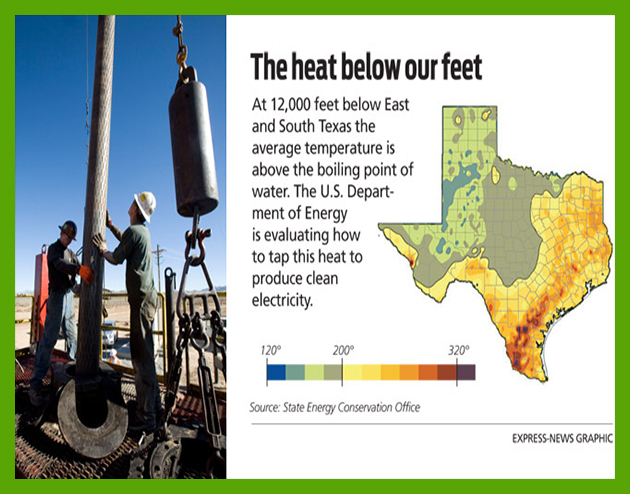 The heat below our feet
At 12,000 feet below East
and South Texas the
average temperature is
above the boiling point of
water. The U.S. Depart-
ment of Energy
is evaluating how
to tap this heat to
produce clean
electricity.
120° 200° 320°
Source: State Energy Conservation Office
EXPRESS-NEWS GRAPHIC